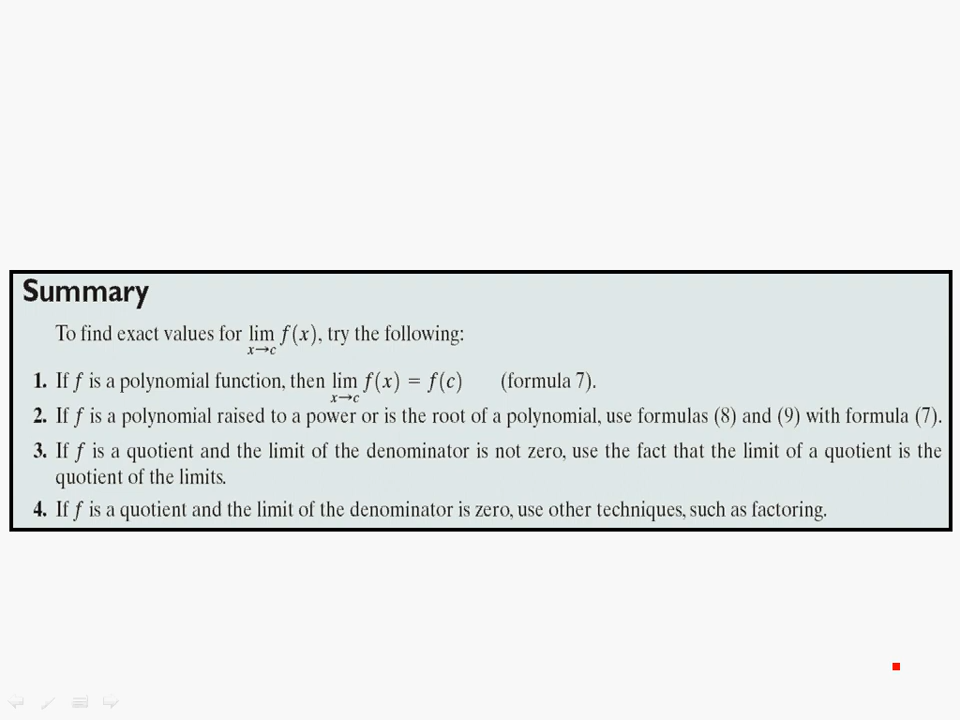 Summary
To find exact values for lim f(x), try the following:
x→c
1. If f is a polynomial function, then lim f(x) = f(c) (formula 7).
x→c
2. If f is a polynomial raised to a power or is the root of a polynomial, use formulas (8) and (9) with formula (7).
3. If f is a quotient and the limit of the denominator is not zero, use the fact that the limit of a quotient is the
quotient of the limits.
4. If f is a quotient and the limit of the denominator is zero, use other techniques, such as factoring.